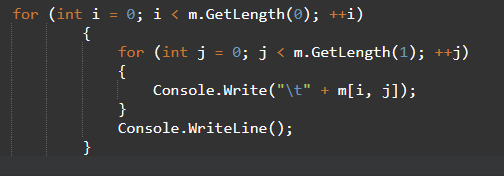 for (int i = 0; i < m.GetLength(0); ++i)
{
for (int j = 0; j < m.GetLength(1); ++j)
{
Console.Write("\t" + m[i, j]);
}
Console.WriteLine();
}